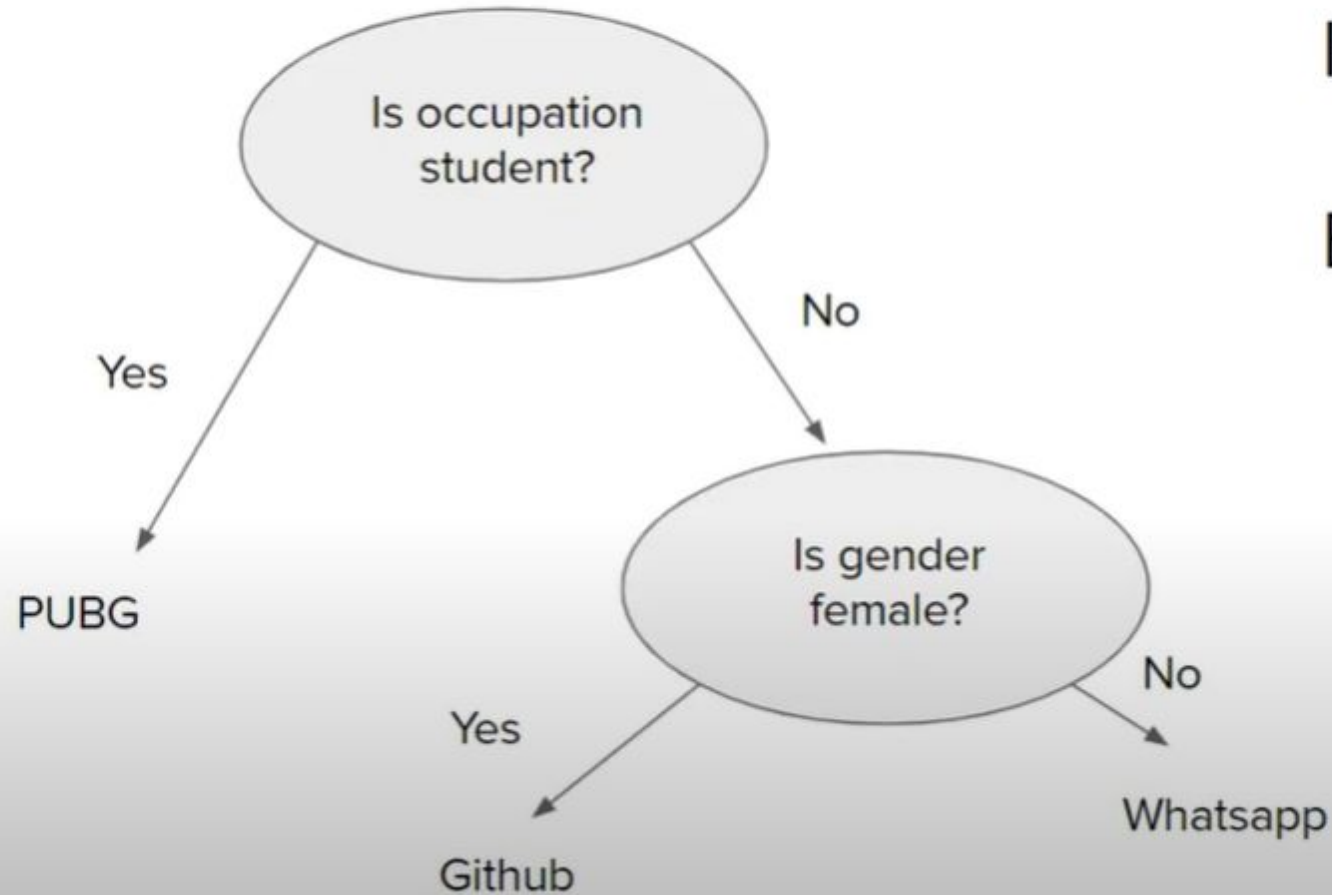 Is occupation
student?
No
Yes
Is gender
female?
PUBG
No
Yes
Whatsapp
Github